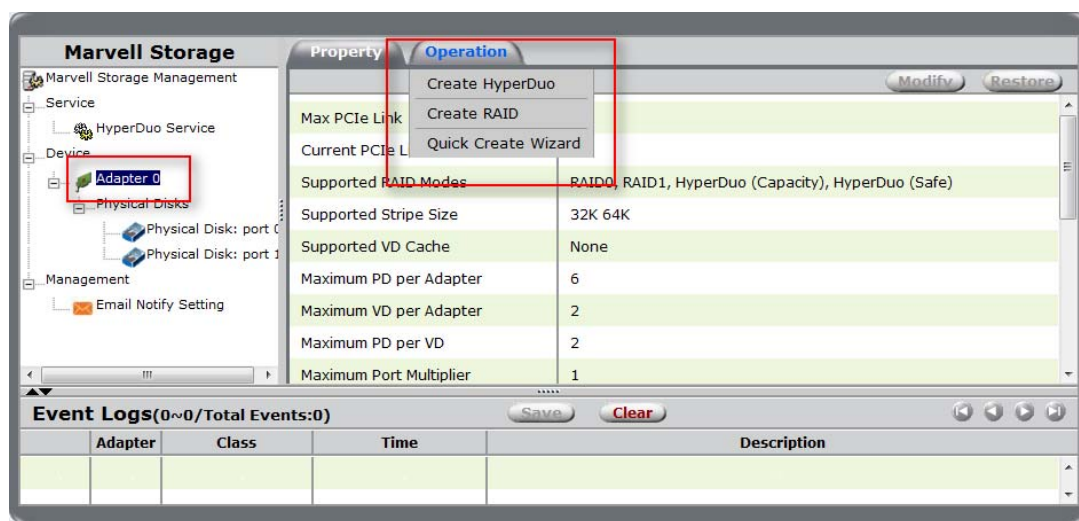 Marvell Storage
Marvell Storage Management
Service
HyperDuo Service
Device
Adapter 0
Physical Disks
Physical Disk: port
Physical Disk: port 1
Management
Email Notify Setting
Property
Operation
Create HyperDuo
Create RAID
Quick Create Wizard
Modify
Restore
Max PCIe Link
Current PCIe L
Supported RAID Modes RAID0, RAID1, HyperDuo (Capacity), HyperDuo (Safe)
Supported Stripe Size 32K 64K
Supported VD Cache None
Maximum PD per Adapter 6
Maximum VD per Adapter 2
Maximum PD per VD 2
Maximum Port Multiplier 1
Event Logs(0~0/Total Events:0)
Save
Clear
Adapter Class Time Description